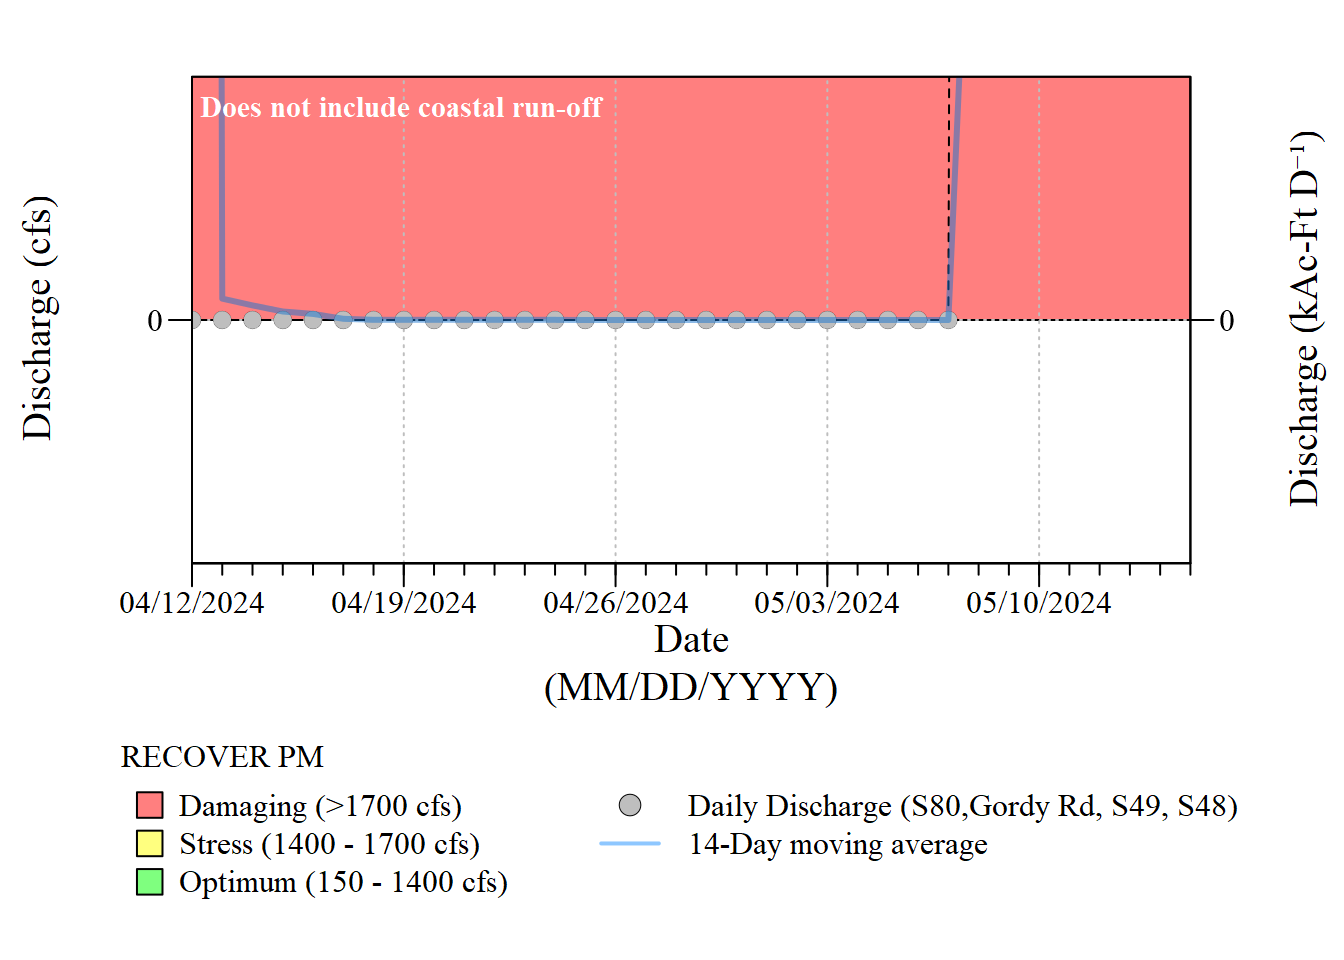 Does not include coastal run-off
Discharge (cfs)
0
0
Discharge (kAc-Ft D⁻¹)
04/12/2024
04/19/2024
04/26/2024
05/03/2024
05/10/2024
Date
(MM/DD/YYYY)
RECOVER PM
Damaging (>1700 cfs)
Stress (1400 - 1700 cfs)
Optimum (150 - 1400 cfs)
Daily Discharge (S80,Gordy Rd, S49, S48)
14-Day moving average